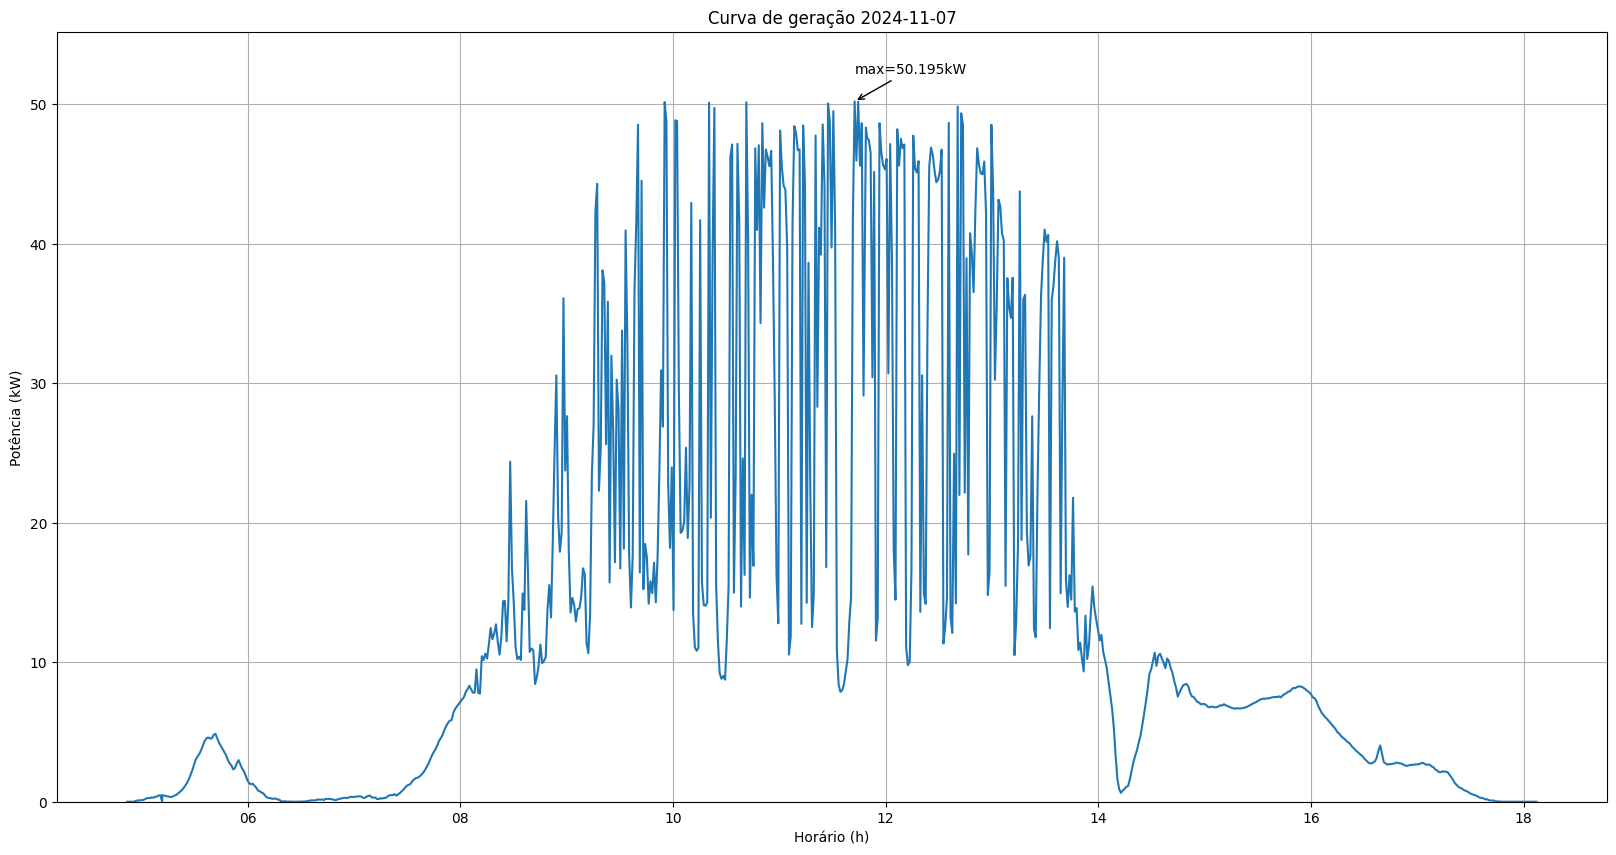 Curva de geração 2024-11-07
max=50.195kW
50
40
30
20
10
0
Potência (kW)
06 08 10 12 14 16 18
Horário (h)